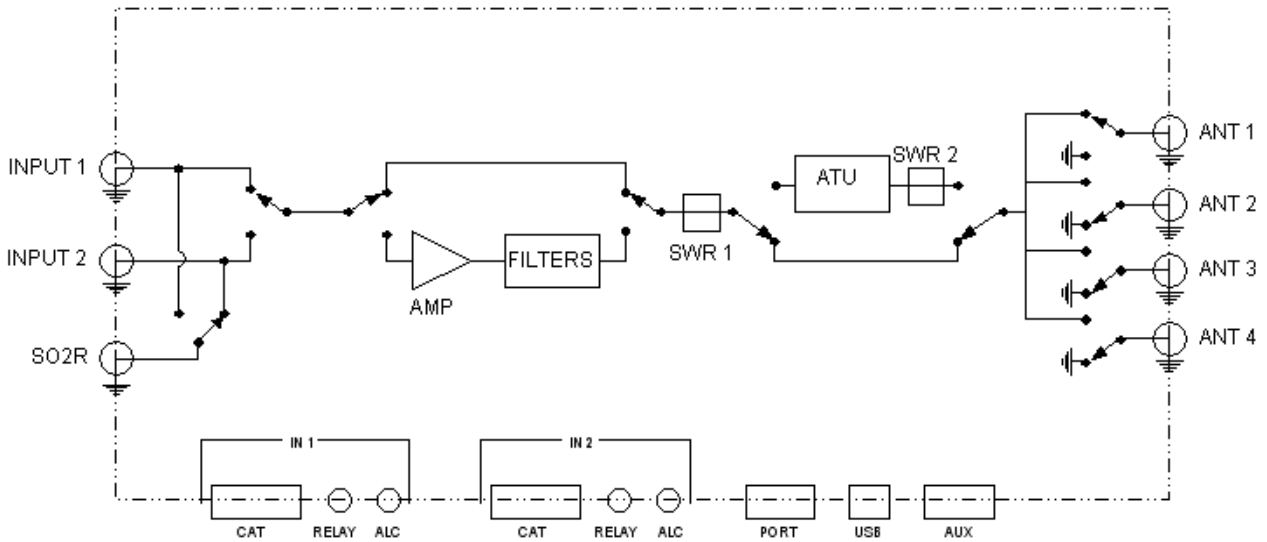 INPUT 1
INPUT 2
SO2R
AMP
FILTERS
SWR 1
ATU
SWR 2
ANT 1
ANT 2
ANT 3
ANT 4
IN 1
IN 2
CAT
RELAY
ALC
CAT
RELAY
ALC
PORT
USB
AUX